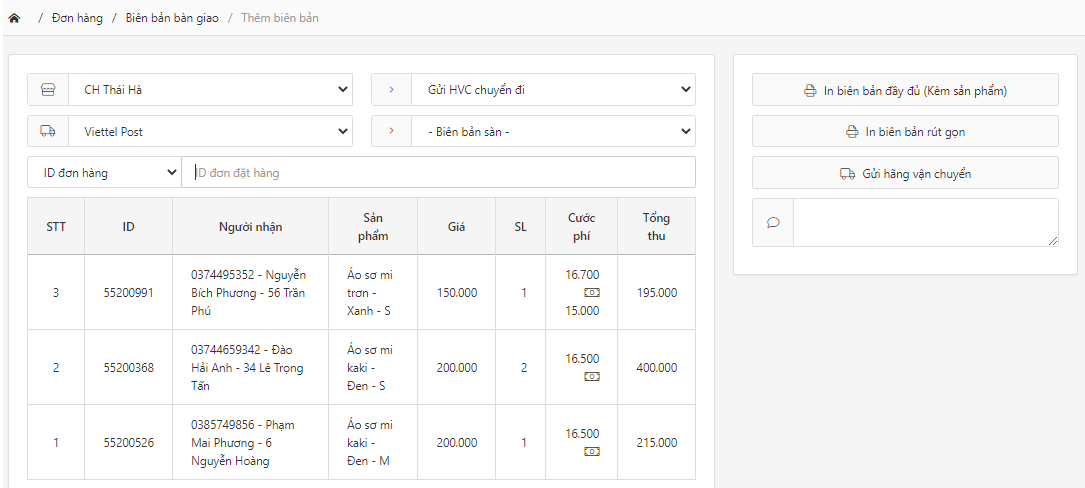 / Đơn hàng / Biên bản bàn giao / Thêm biên bản
CH Thái Hà
Gửi HVC chuyển đi
Viettel Post
- Biên bản sàn -
ID đơn hàng
ID đơn đặt hàng
STT
ID
Người nhận
Sản
phẩm
Giá
SL
Cước
phí
Tổng
thu
3
55200991
0374495352 - Nguyễn
Bích Phương - 56 Trần
Phú
Áo sơ mi
trơn -
Xanh - S
150.000
1
16.700
15.000
195.000
2
55200368
03744659342 - Đào
Hải Anh - 34 Lê Trọng
Tấn
Áo sơ mi
kaki -
Đen - S
200.000
2
16.500
400.000
1
55200526
0385749856 - Phạm
Mai Phương - 6
Nguyễn Hoàng
Áo sơ mi
kaki -
Đen - M
200.000
1
16.500
215.000
In biên bản đầy đủ (Kèm sản phẩm)
In biên bản rút gọn
Gửi hãng vận chuyển